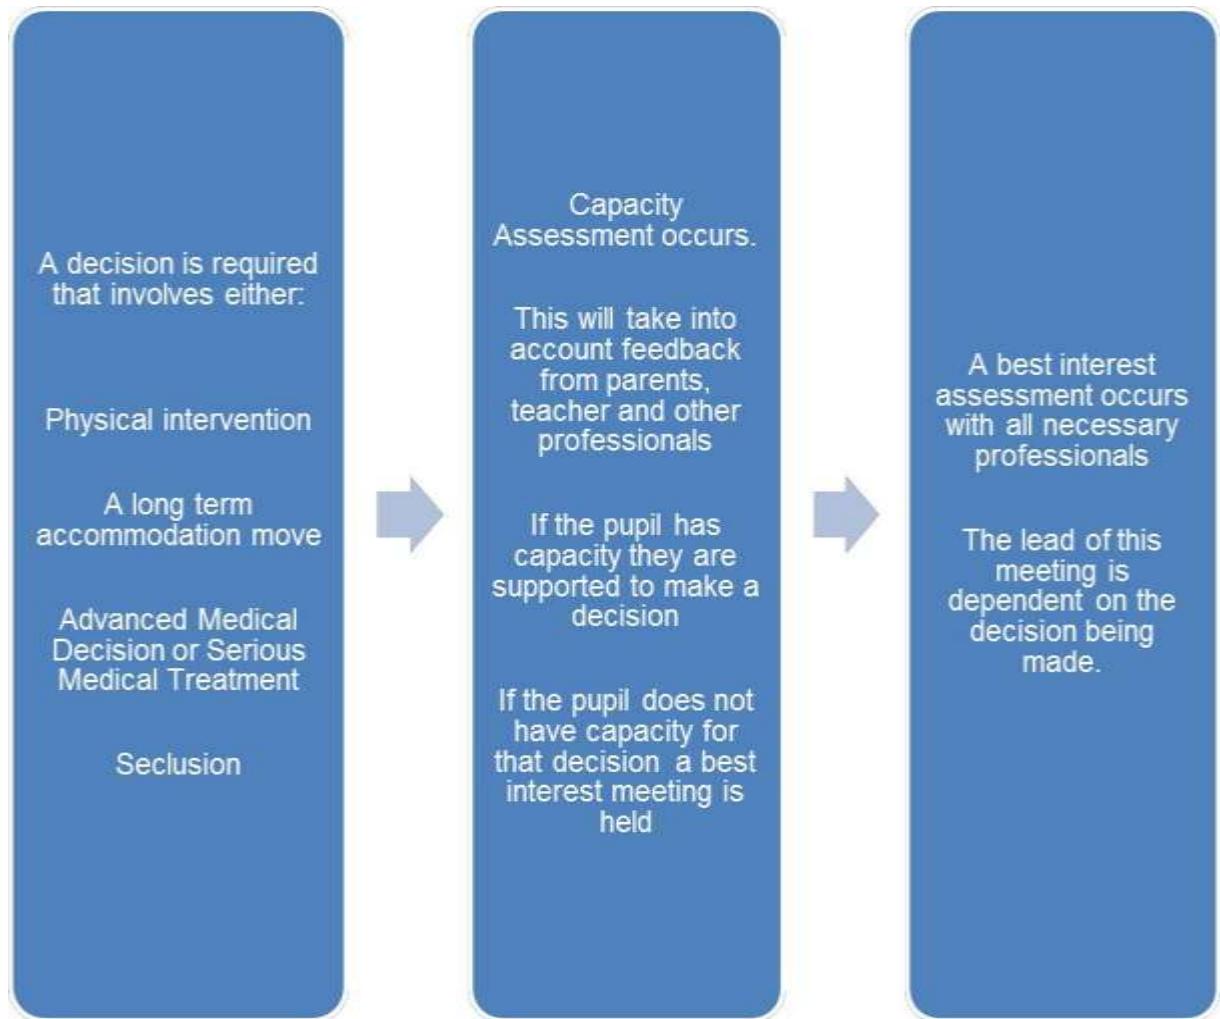 A decision is required
that involves either:
Physical intervention
A long term
accommodation move
Advanced Medical
Decision or Serious
Medical Treatment
Seclusion
Capacity
Assessment occurs.
This will take into
account feedback
from parents,
teacher and other
professionals
If the pupil has
capacity they are
supported to make a
decision
If the pupil does not
have capacity for
that decision a best
interest meeting is
held
A best interest
assessment occurs
with all necessary
professionals
The lead of this
meeting is
dependent on the
decision being
made.